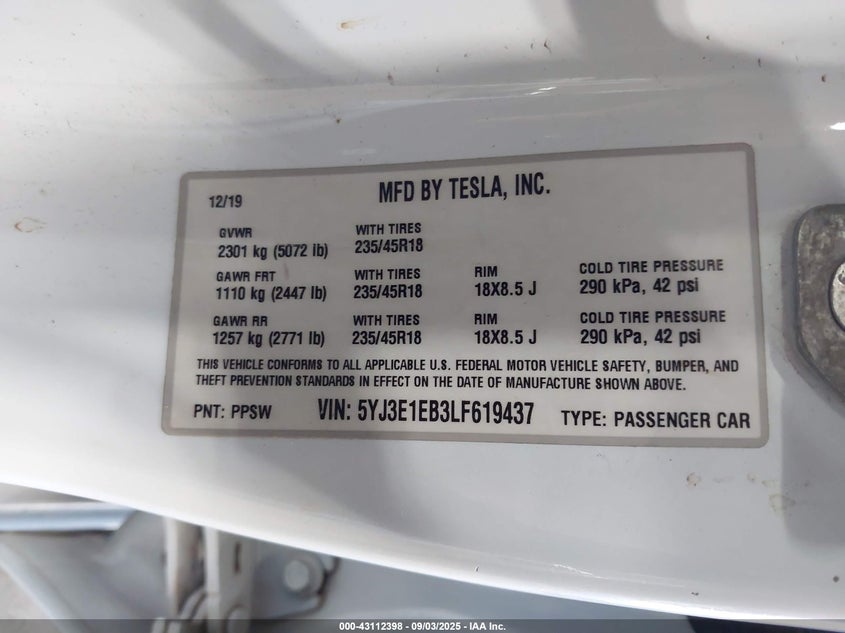 12/19 MFD BY TESLA, INC.
GVWR WITH TIRES
2301 kg (5072 lb) 235/45R18
GAWR FRT WITH TIRES RIM COLD TIRE PRESSURE
1110 kg (2447 lb) 235/45R18 18X8.5 J 290 kPa, 42 psi
GAWR RR WITH TIRES RIM COLD TIRE PRESSURE
1257 kg (2771 lb) 235/45R18 18X8.5 J 290 kPa, 42 psi
THIS VEHICLE CONFORMS TO ALL APPLICABLE U.S. FEDERAL MOTOR VEHICLE SAFETY, BUMPER, AND
THEFT PREVENTION STANDARDS IN EFFECT ON THE DATE OF MANUFACTURE SHOWN ABOVE.
PNT: PPSW VIN: 5YJ3E1EB3LF619437 TYPE: PASSENGER CAR
000-43112398 - 09/03/2025 - IAA Inc.